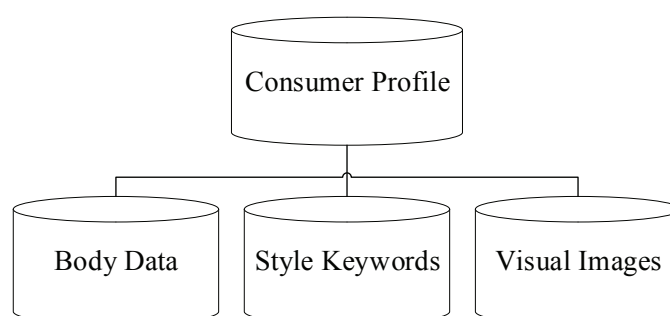 Consumer Profile
Body Data
Style Keywords
Visual Images